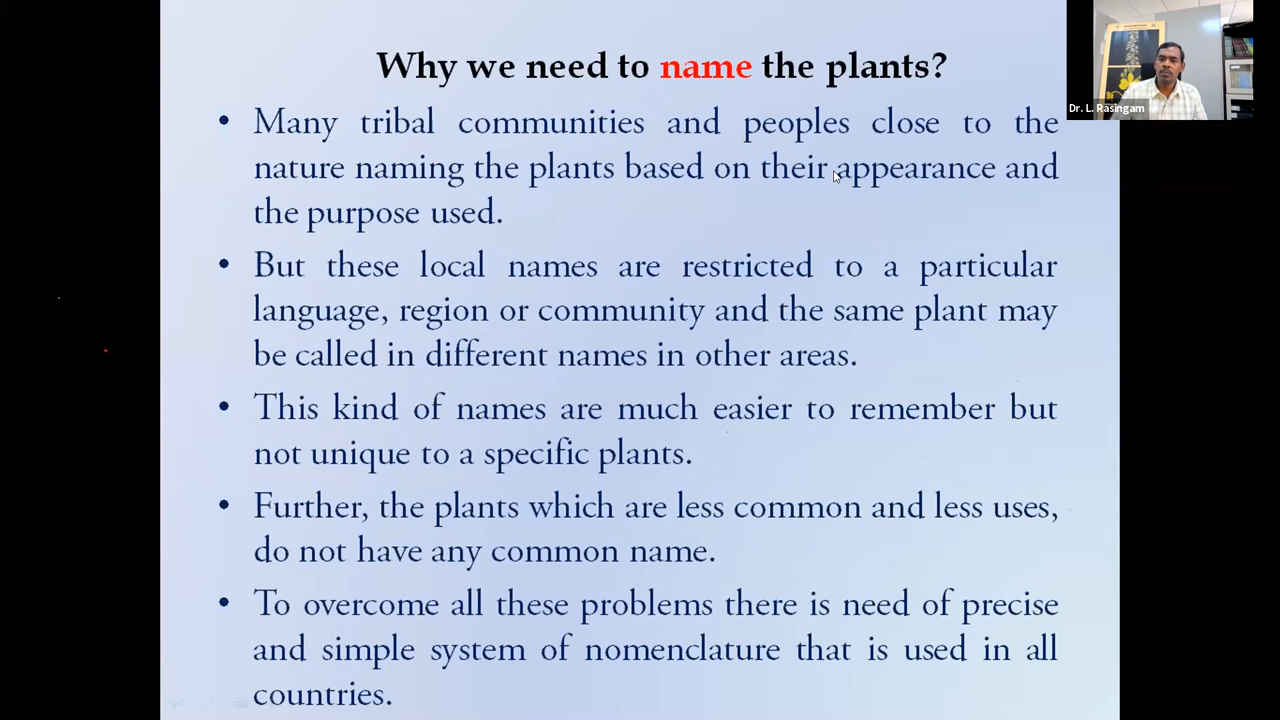 Why we need to name the plants?
• Many tribal communities and peoples close to the
nature naming the plants based on their appearance and
the purpose used.
• But these local names are restricted to a particular
language, region or community and the same plant may
be called in different names in other areas.
• This kind of names are much easier to remember but
not unique to a specific plants.
• Further, the plants which are less common and less uses,
do not have any common name.
• To overcome all these problems there is need of precise
and simple system of nomenclature that is used in all
countries.
Dr. L. Rasingam